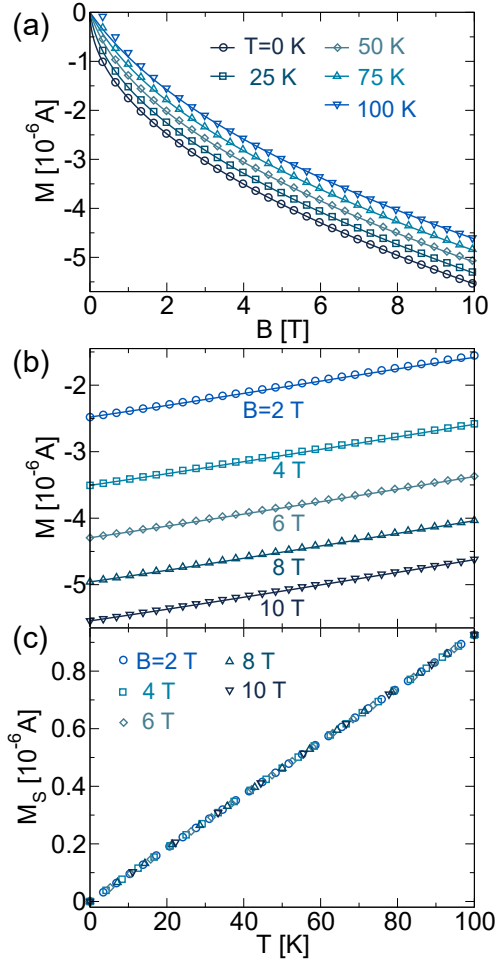 (a)
0
-1
-2
-3
-4
-5
M [10⁻⁶A]
T=0 K
25 K
50 K
75 K
100 K
0 2 4 6 8 10
B [T]
(b)
-2
-3
-4
-5
M [10⁻⁶A]
B=2 T
4 T
6 T
8 T
10 T
(c)
0.8
0.6
0.4
0.2
0
M_S [10⁻⁶A]
B=2 T
4 T
6 T
8 T
10 T
0 20 40 60 80 100
T [K]